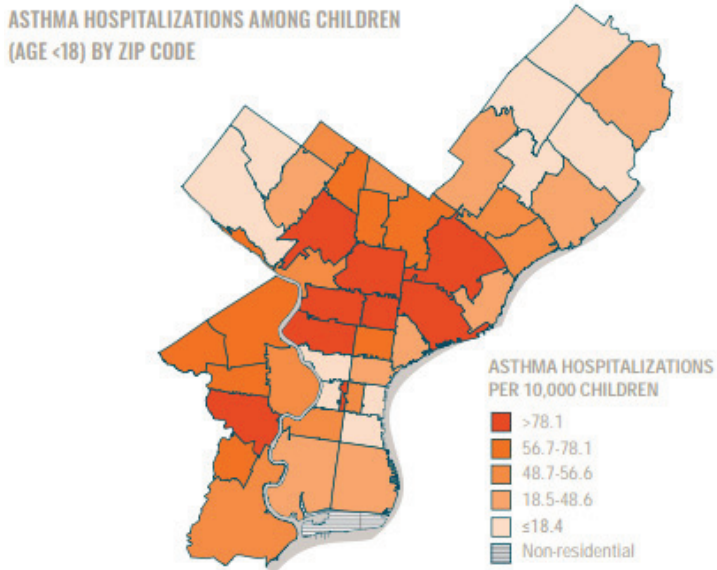 ASTHMA HOSPITALIZATIONS AMONG CHILDREN
(AGE <18) BY ZIP CODE
ASTHMA HOSPITALIZATIONS
PER 10,000 CHILDREN
>78.1
56.7-78.1
48.7-56.6
18.5-48.6
≤18.4
Non-residential